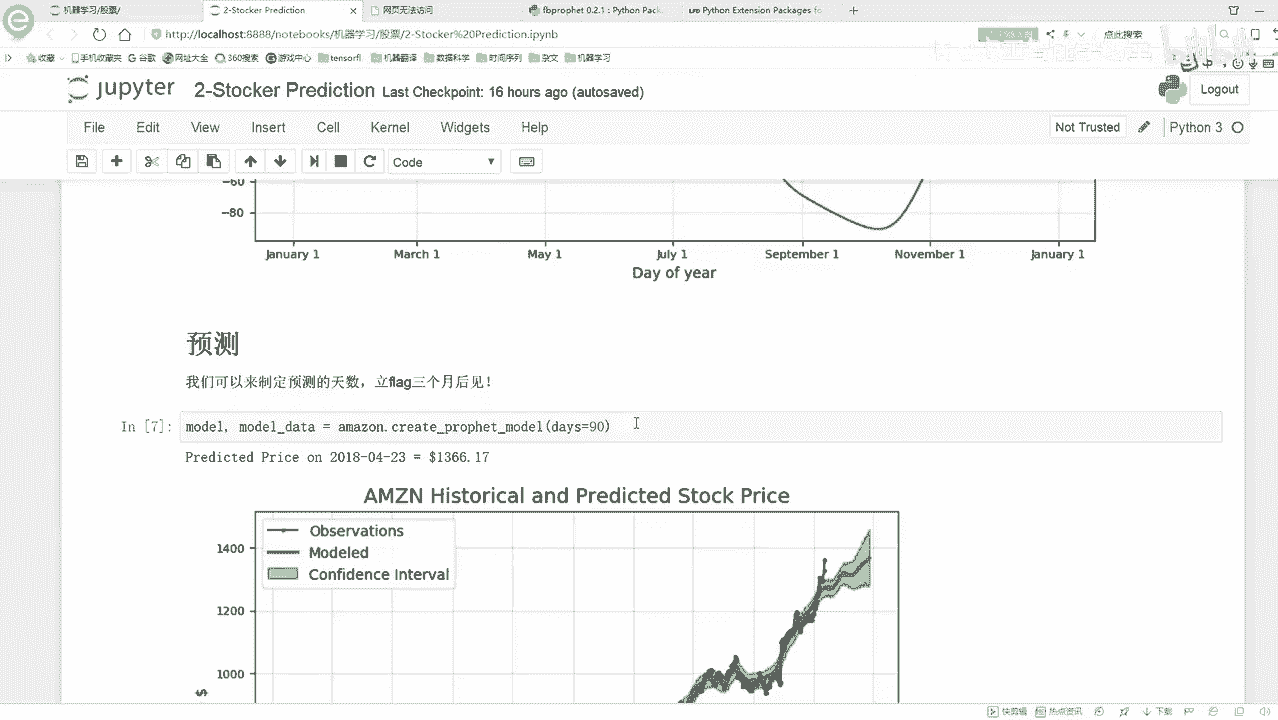 机器学习/股票/
2-Stocker Prediction
网页无法访问
fbprophet 0.2.1 : Python Pack
Python Extension Packages fo
http://localhost:8888/notebooks/机器学习/股票/2-Stocker%20Prediction.ipynb
点此搜索
收藏 手机收藏夹 谷歌 网址大全 360搜索 游戏中心 tensorfl 机器翻译 数据科学 时间序列 杂文 机器学习
jupyter 2-Stocker Prediction Last Checkpoint: 16 hours ago (autosaved)
Logout
File Edit View Insert Cell Kernel Widgets Help
Not Trusted Python 3
Code
−60
−80
January 1 March 1 May 1 July 1 September 1 November 1 January 1
Day of year
预测
我们可以来制定预测的天数，立flag三个月后见！
In [7]: model, model_data = amazon.create_prophet_model(days=90)
Predicted Price on 2018-04-23 = $1366.17
AMZN Historical and Predicted Stock Price
Observations
Modeled
Confidence Interval
1400
1200
1000
$
快剪辑 热点资讯 下载